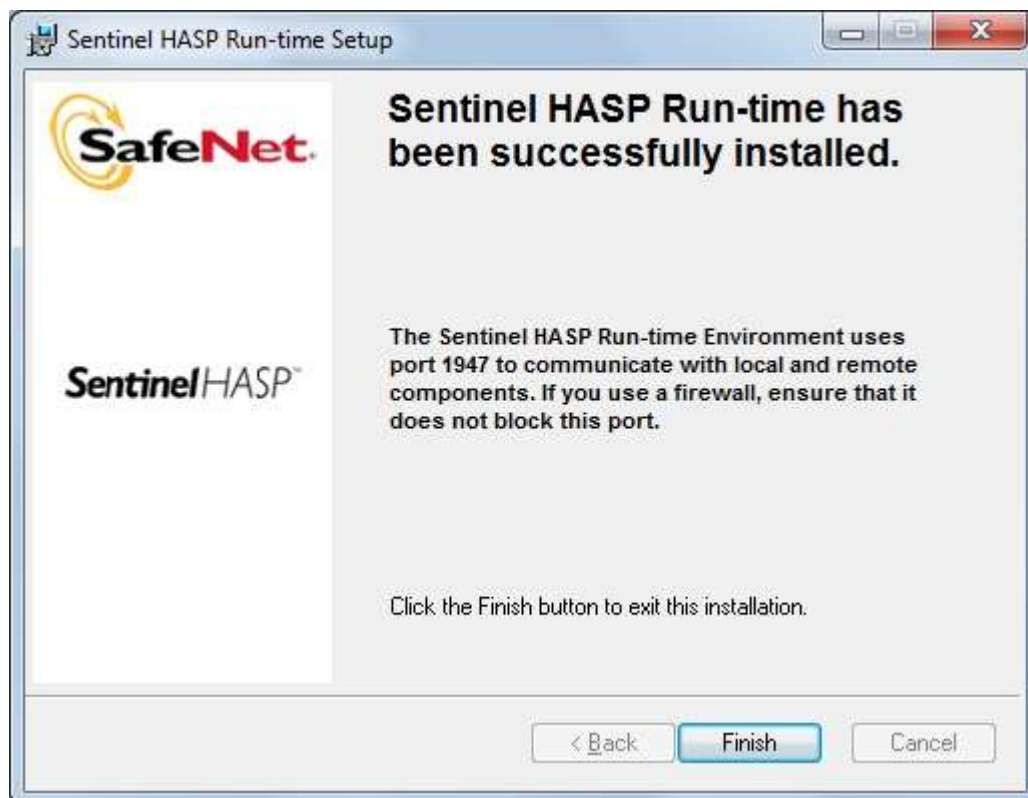 Sentinel HASP Run-time Setup
SafeNet.
Sentinel HASP Run-time has
been successfully installed.
The Sentinel HASP Run-time Environment uses
port 1947 to communicate with local and remote
components. If you use a firewall, ensure that it
does not block this port.
SentinelHASP™
Click the Finish button to exit this installation.
< Back
Finish
Cancel